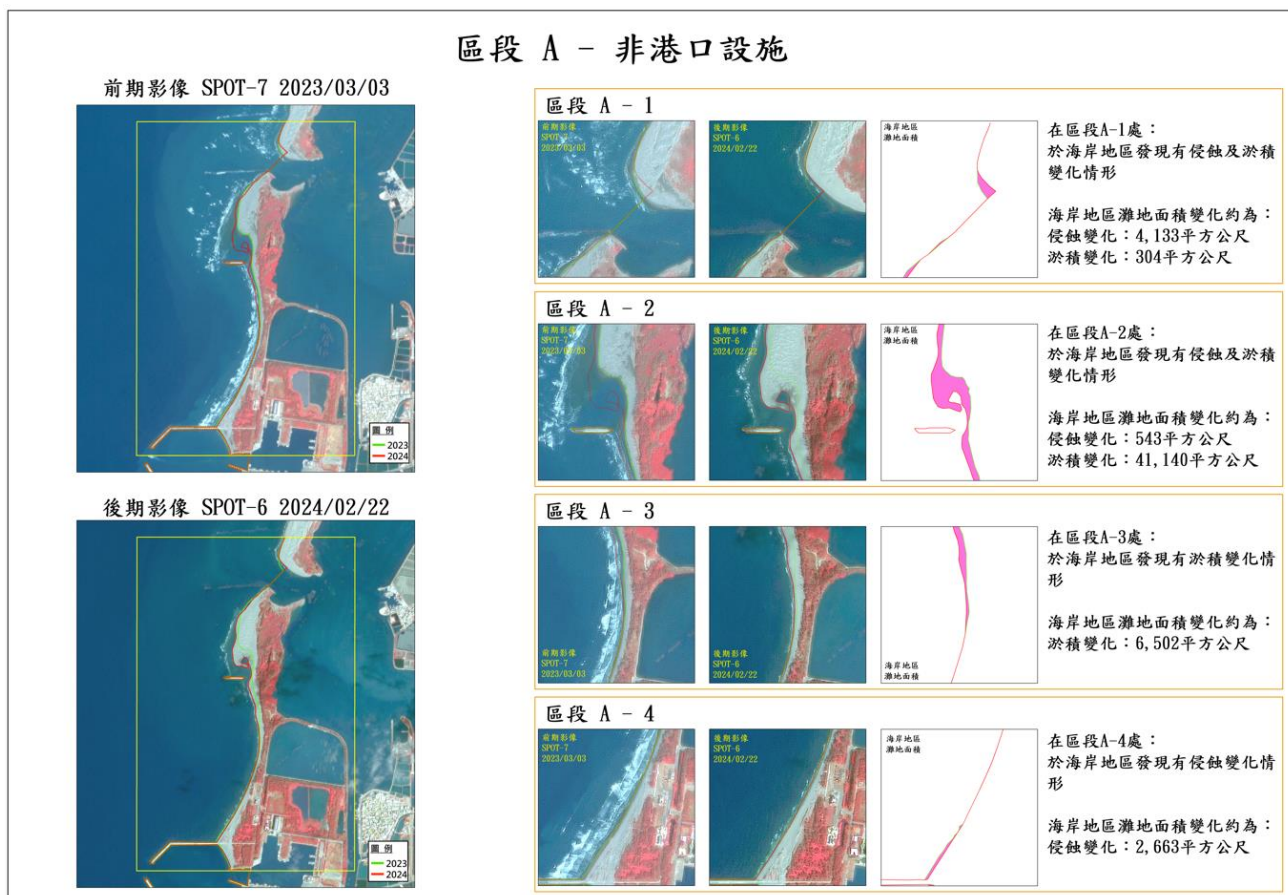 區段 A - 非港口設施
前期影像 SPOT-7 2023/03/03
圖 例
2023
2024
後期影像 SPOT-6 2024/02/22
圖 例
2023
2024
區段 A - 1
前期影像
SPOT-7
2023/03/03
後期影像
SPOT-6
2024/02/22
海岸地區
灘地面積
在區段A-1處：
於海岸地區發現有侵蝕及淤積
變化情形
海岸地區灘地面積變化約為：
侵蝕變化：4,133平方公尺
淤積變化：304平方公尺
區段 A - 2
前期影像
SPOT-7
2023/03/03
後期影像
SPOT-6
2024/02/22
海岸地區
灘地面積
在區段A-2處：
於海岸地區發現有侵蝕及淤積
變化情形
海岸地區灘地面積變化約為：
侵蝕變化：543平方公尺
淤積變化：41,140平方公尺
區段 A - 3
前期影像
SPOT-7
2023/03/03
後期影像
SPOT-6
2024/02/22
海岸地區
灘地面積
在區段A-3處：
於海岸地區發現有淤積變化情
形
海岸地區灘地面積變化約為：
淤積變化：6,502平方公尺
區段 A - 4
前期影像
SPOT-7
2023/03/03
後期影像
SPOT-6
2024/02/22
海岸地區
灘地面積
在區段A-4處：
於海岸地區發現有侵蝕變化情
形
海岸地區灘地面積變化約為：
侵蝕變化：2,663平方公尺